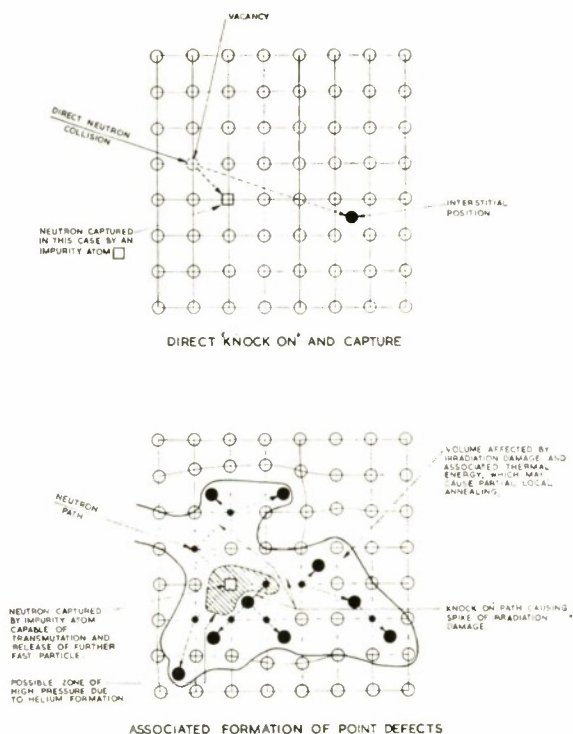 VACANCY
DIRECT NEUTRON
COLLISION
NEUTRON CAPTURED
IN THIS CASE BY AN
IMPURITY ATOM
INTERSTITIAL
POSITION
DIRECT "KNOCK ON" AND CAPTURE
VOLUME AFFECTED BY
IRRADIATION DAMAGE AND
ASSOCIATED THERMAL
ENERGY, WHICH MAY
CAUSE PARTIAL LOCAL
ANNEALING.
NEUTRON
PATH
NEUTRON CAPTURED
BY IMPURITY ATOM
CAPABLE OF
TRANSMUTATION AND
RELEASE OF FURTHER
FAST PARTICLE
KNOCK ON PATH CAUSING
SPIKE OF IRRADIATION
DAMAGE.
POSSIBLE ZONE OF
HIGH PRESSURE DUE
TO HELIUM FORMATION
ASSOCIATED FORMATION OF POINT DEFECTS